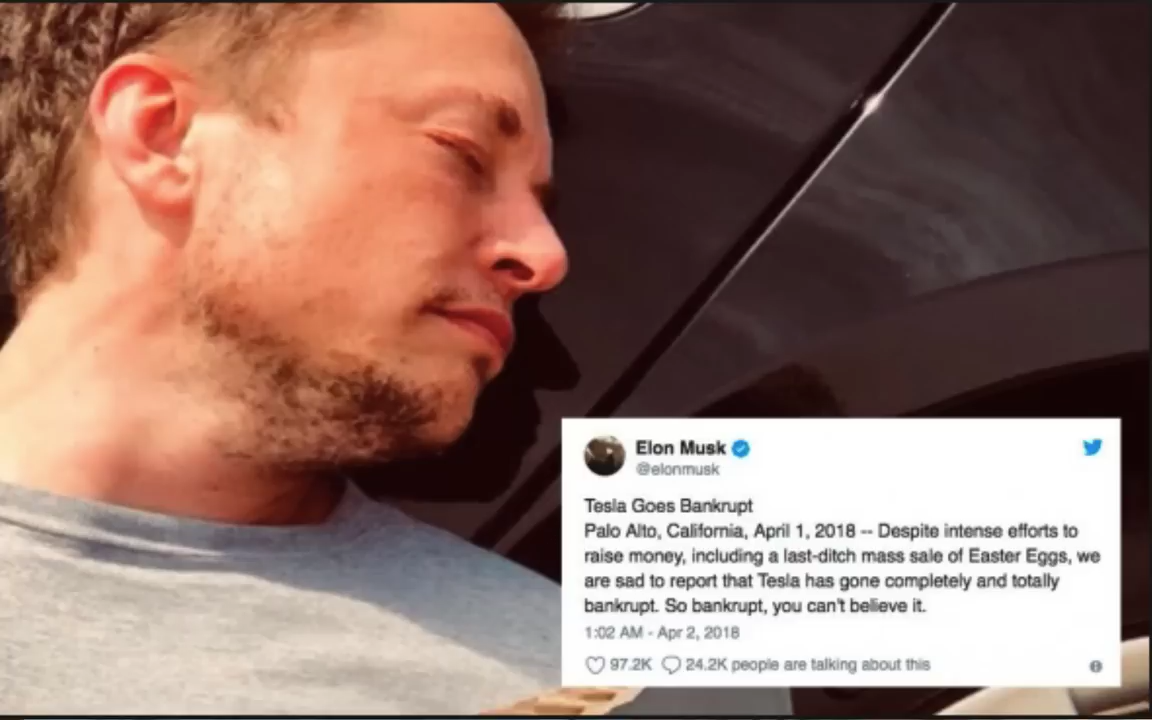 Elon Musk
@elonmusk
Tesla Goes Bankrupt
Palo Alto, California, April 1, 2018 -- Despite intense efforts to
raise money, including a last-ditch mass sale of Easter Eggs, we
are sad to report that Tesla has gone completely and totally
bankrupt. So bankrupt, you can't believe it.
1:02 AM - Apr 2, 2018
97.2K 24.2K people are talking about this